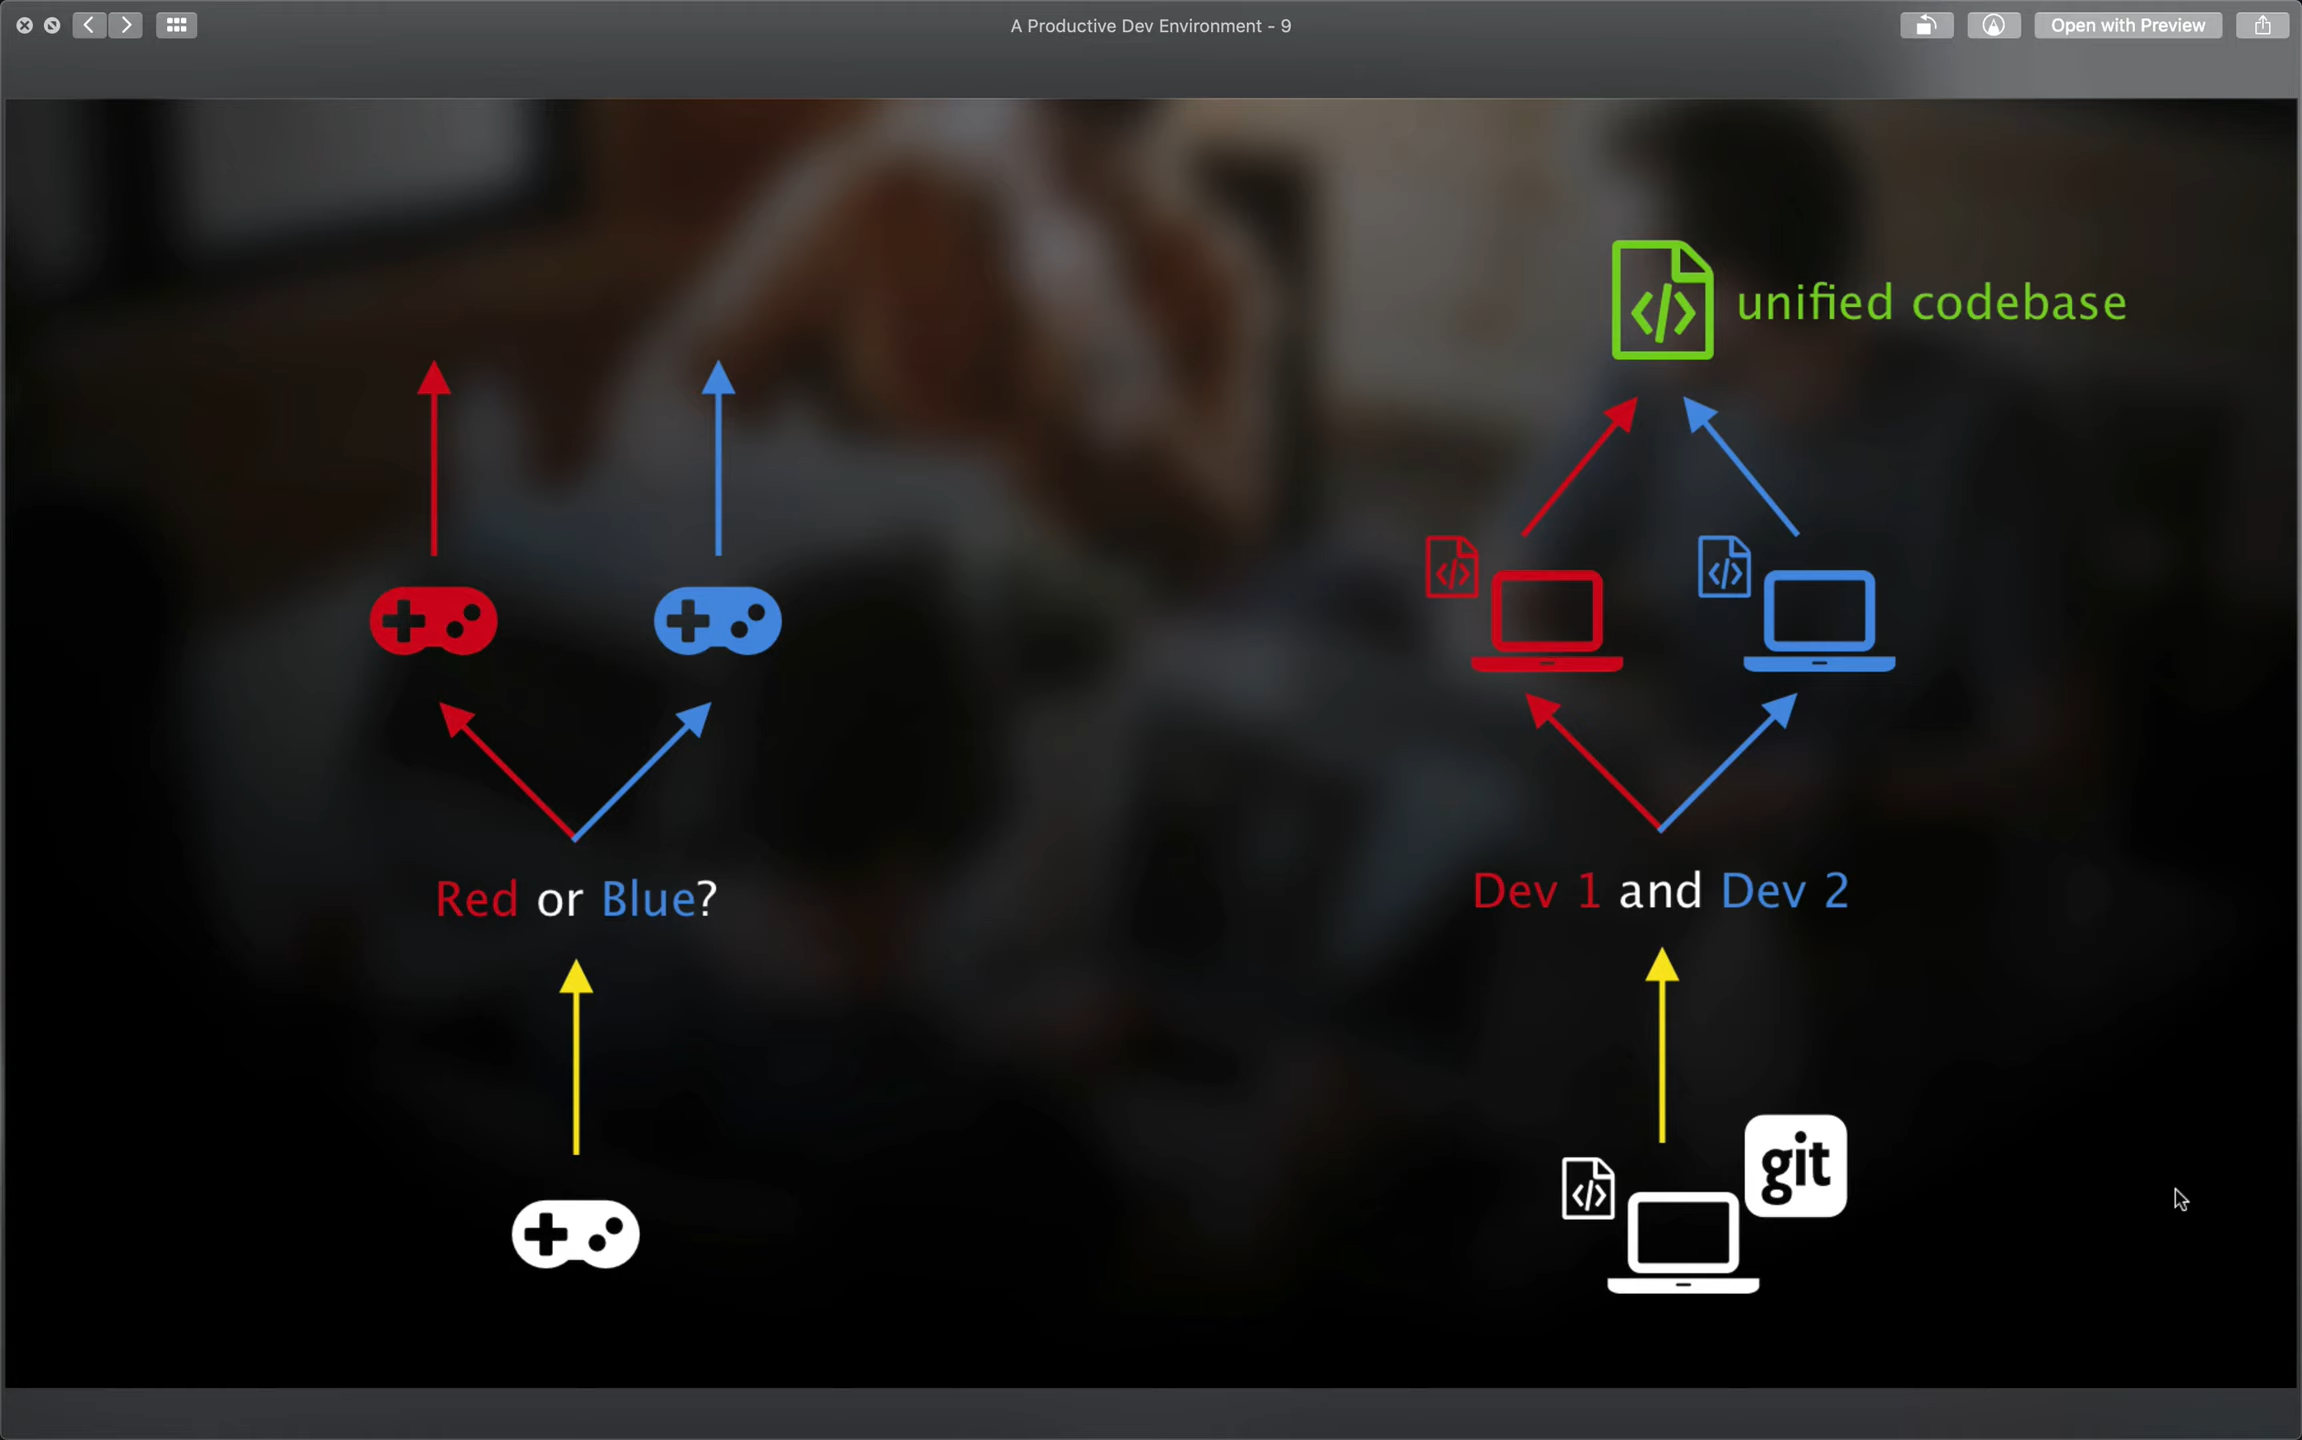 A Productive Dev Environment - 9
Open with Preview
</> unified codebase
</>
</>
Red or Blue?
Dev 1 and Dev 2
git
</>